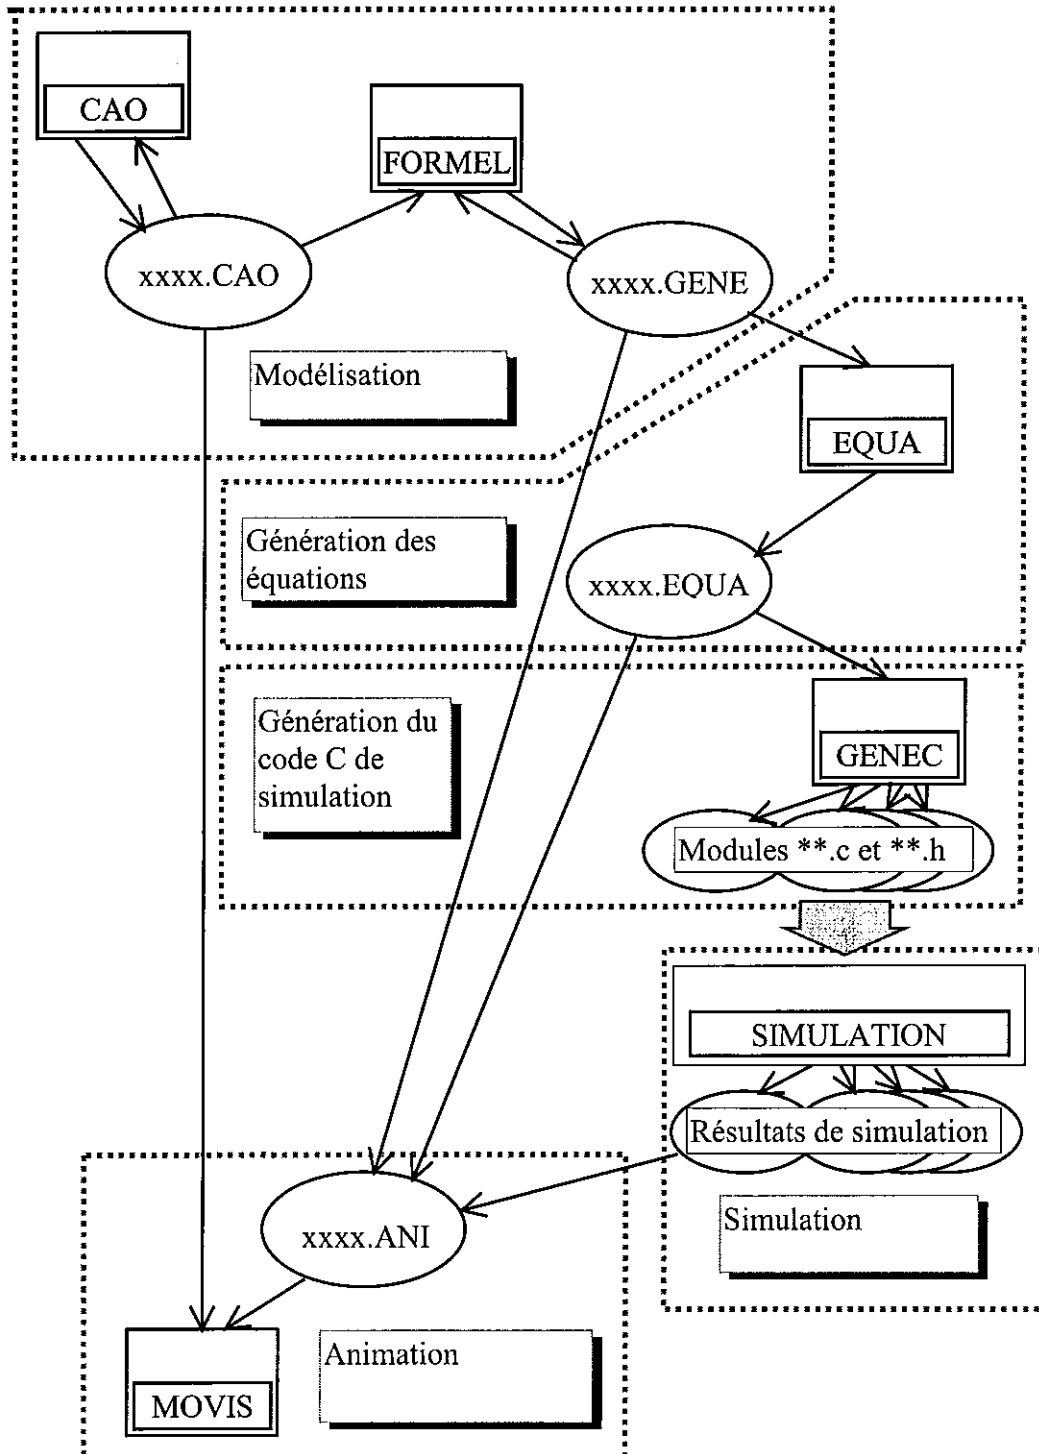 CAO
FORMEL
xxxx.CAO
xxxx.GENE
Modélisation
EQUA
Génération des
équations
xxxx.EQUA
Génération du
code C de
simulation
GENEC
Modules **.c et **.h
SIMULATION
Résultats de simulation
xxxx.ANI
Simulation
Animation
MOVIS